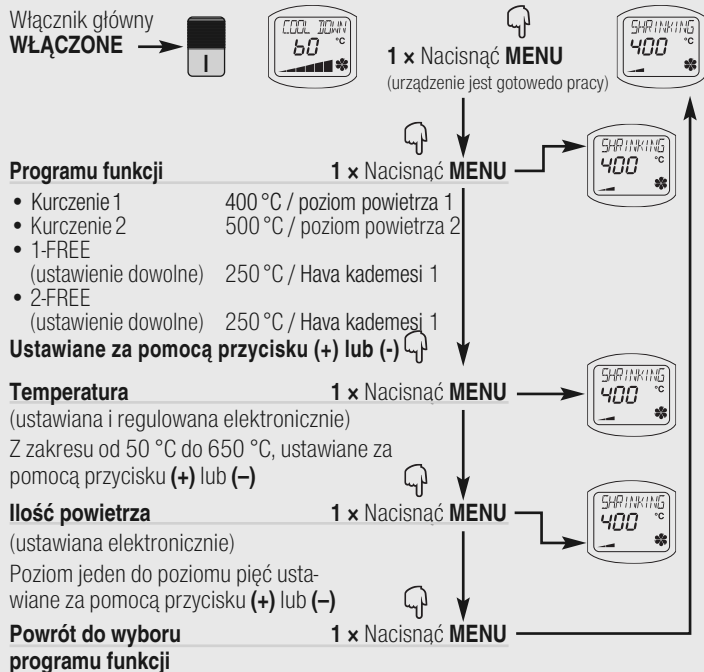 Włącznik główny
WŁĄCZONE
I
COOL DOWN
60 °C
1 × Nacisnąć MENU
(urządzenie jest gotowedo pracy)
SHRINKING
400 °C
Programu funkcji 1 × Nacisnąć MENU
SHRINKING
400 °C
• Kurczenie 1 400 °C / poziom powietrza 1
• Kurczenie 2 500 °C / poziom powietrza 2
• 1-FREE
(ustawienie dowolne) 250 °C / Hava kademesi 1
• 2-FREE
(ustawienie dowolne) 250 °C / Hava kademesi 1
Ustawiane za pomocą przycisku (+) lub (-)
Temperatura 1 × Nacisnąć MENU
SHRINKING
400 °C
(ustawiana i regulowana elektronicznie)
Z zakresu od 50 °C do 650 °C, ustawiane za
pomocą przycisku (+) lub (–)
Ilość powietrza 1 × Nacisnąć MENU
SHRINKING
400 °C
(ustawiana elektronicznie)
Poziom jeden do poziomu pięć usta-
wiane za pomocą przycisku (+) lub (–)
Powrót do wyboru 1 × Nacisnąć MENU
programu funkcji